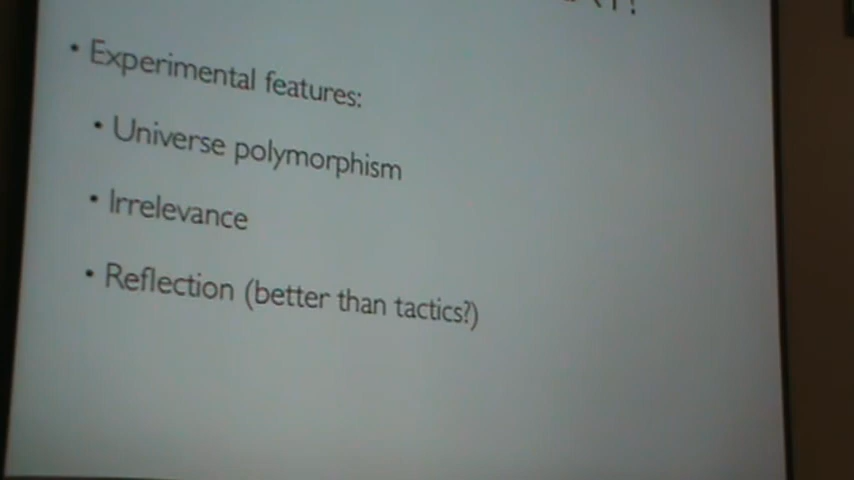 • Experimental features:
• Universe polymorphism
• Irrelevance
• Reflection (better than tactics?)